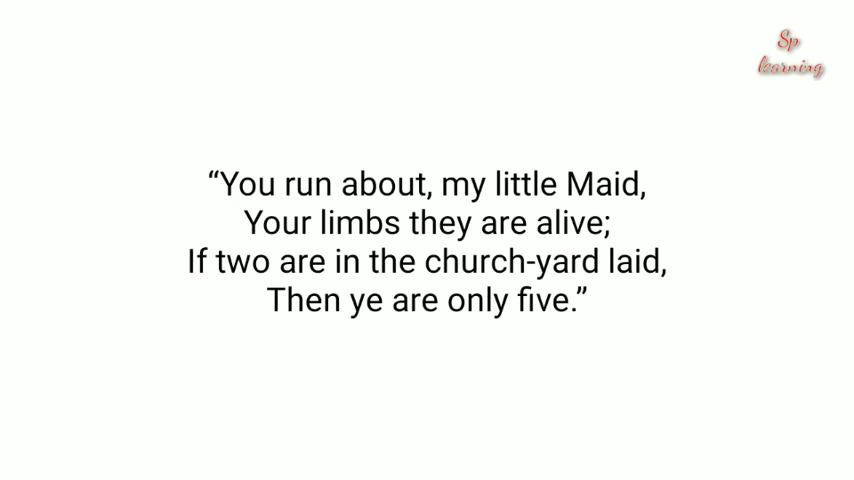 Sp
learning
“You run about, my little Maid,
Your limbs they are alive;
If two are in the church-yard laid,
Then ye are only five.”